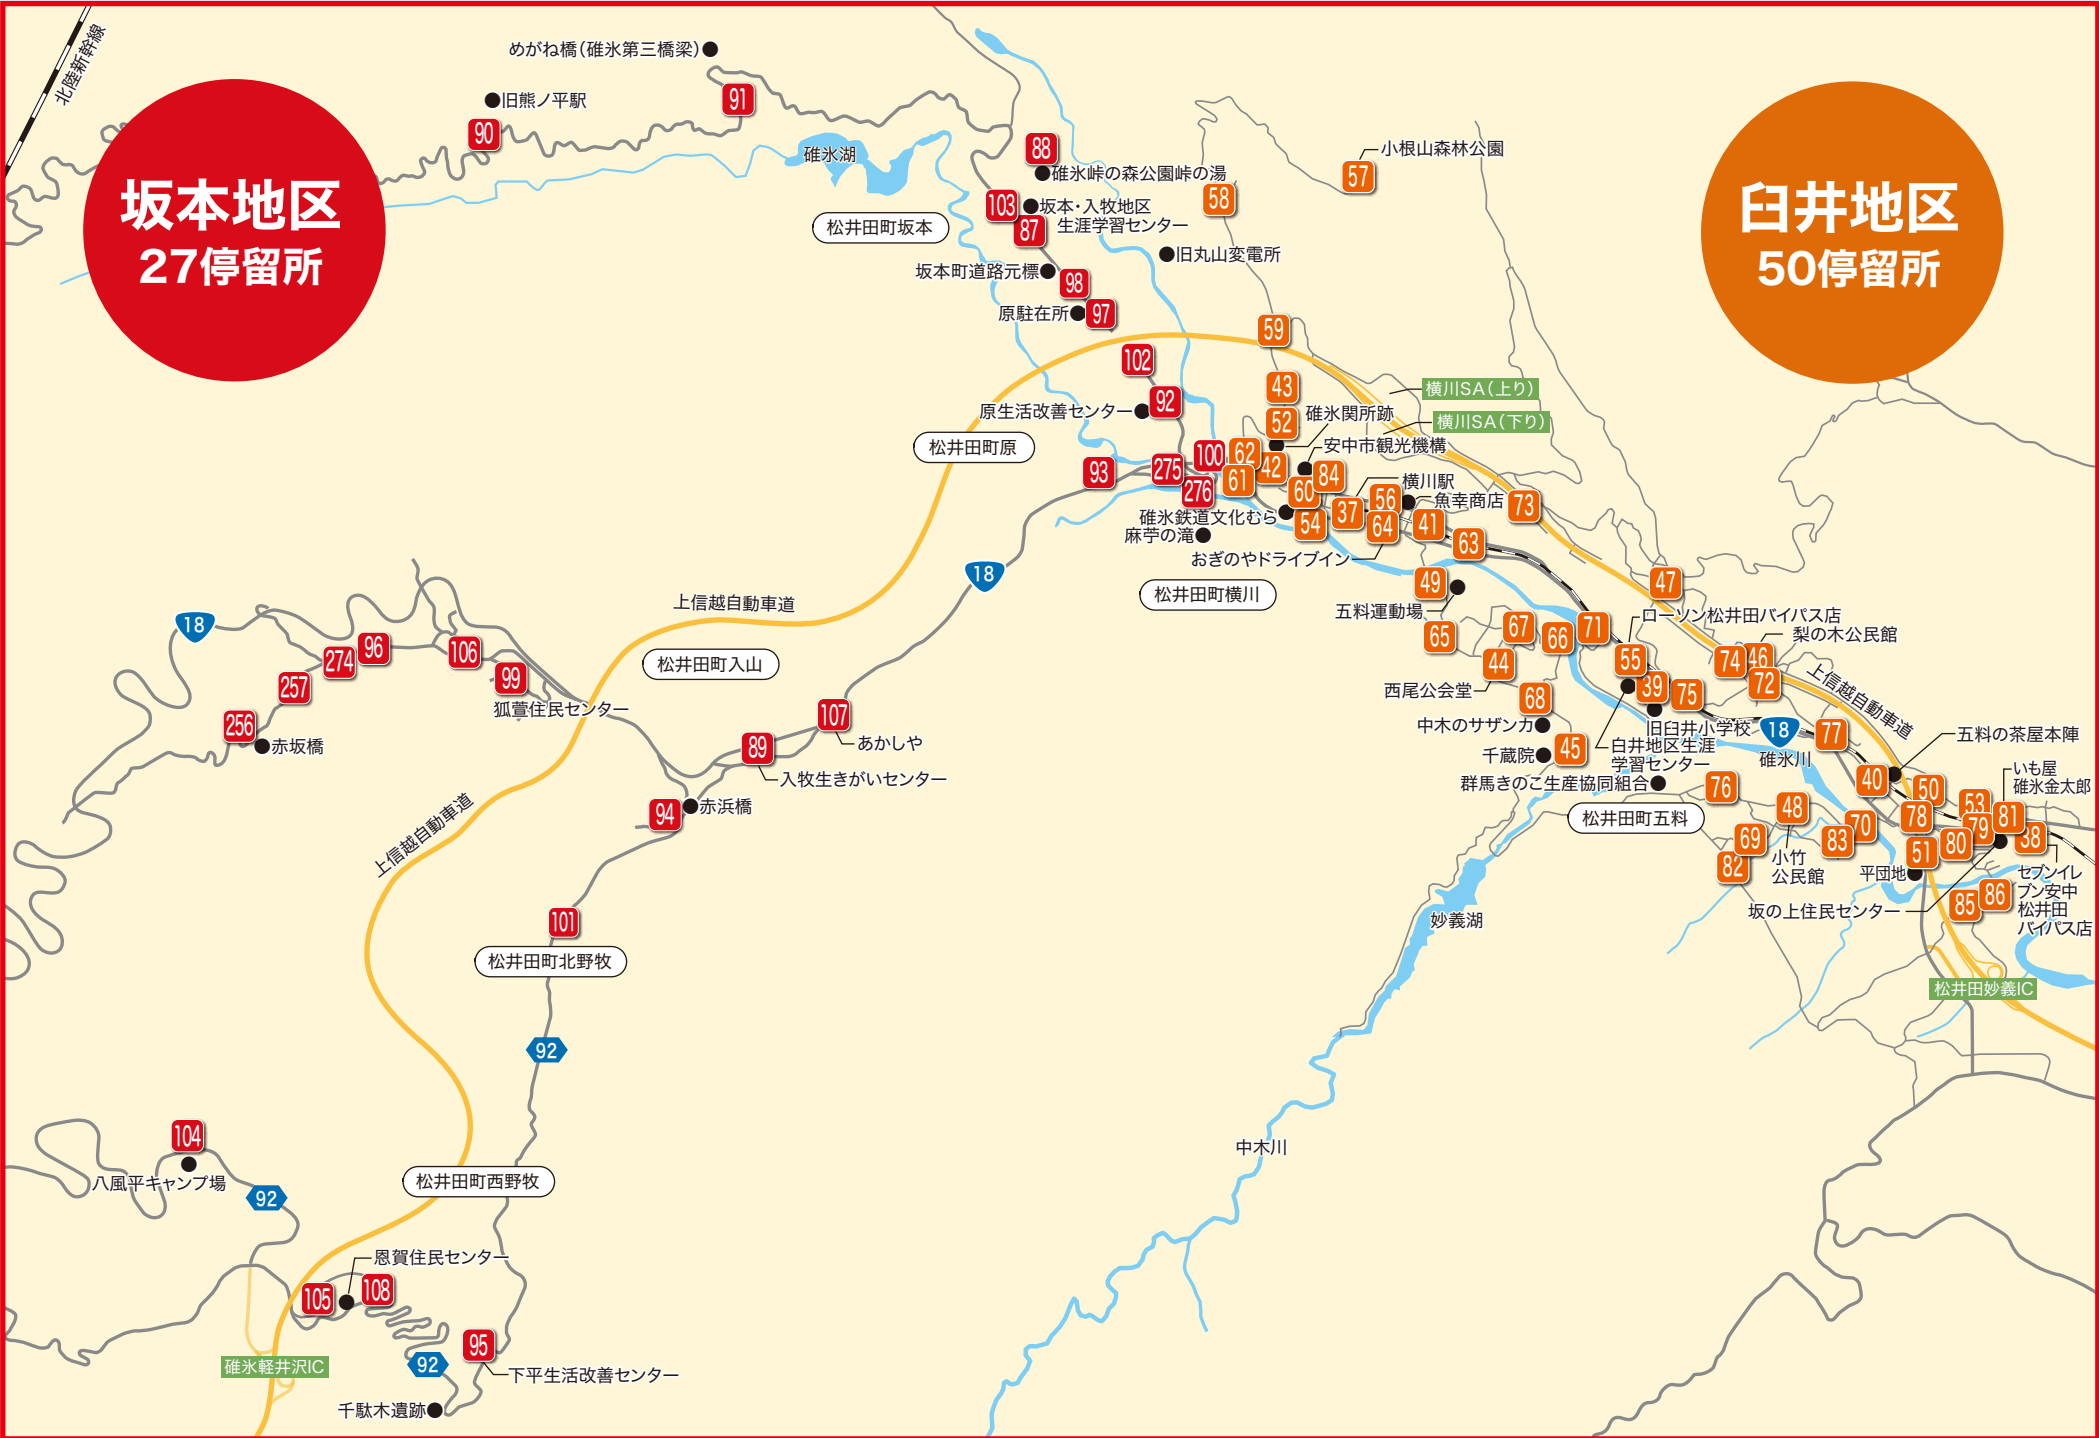 北陸新幹線
坂本地区
27停留所
臼井地区
50停留所
めがね橋（碓氷第三橋梁）
91
旧熊ノ平駅
90
碓氷湖
88
碓氷峠の森公園峠の湯
103
坂本・入牧地区
生涯学習センター
87
松井田町坂本
坂本町道路元標
98
原駐在所
97
旧丸山変電所
58
57
小根山森林公園
59
102
92
原生活改善センター
43
52
碓氷関所跡
横川SA（上り）
横川SA（下り）
安中市観光機構
松井田町原
93
275
100
276
62
42
61
60
84
54
37
横川駅
56
64
魚幸商店
41
63
73
碓氷鉄道文化むら
麻苧の滝
おぎのやドライブイン
松井田町横川
18
上信越自動車道
49
五料運動場
65
67
66
71
44
西尾公会堂
47
ローソン松井田バイパス店
梨の木公民館
55
74
46
72
39
75
68
中木のサザンカ
千蔵院
45
旧臼井小学校
臼井地区生涯
学習センター
上信越自動車道
18
碓氷川
77
五料の茶屋本陣
群馬きのこ生産協同組合
76
松井田町五料
48
小竹
公民館
69
82
83
70
40
50
78
53
79
81
いも屋
碓氷金太郎
38
80
51
平団地
坂の上住民センター
85
86
セブンイレ
ブン安中
松井田
バイパス店
松井田妙義IC
妙義湖
中木川
18
96
274
257
256
赤坂橋
106
99
狐萱住民センター
松井田町入山
107
あかしや
89
入牧生きがいセンター
94
赤浜橋
上信越自動車道
101
松井田町北野牧
92
104
八風平キャンプ場
92
松井田町西野牧
恩賀住民センター
105
108
95
下平生活改善センター
92
碓氷軽井沢IC
千駄木遺跡